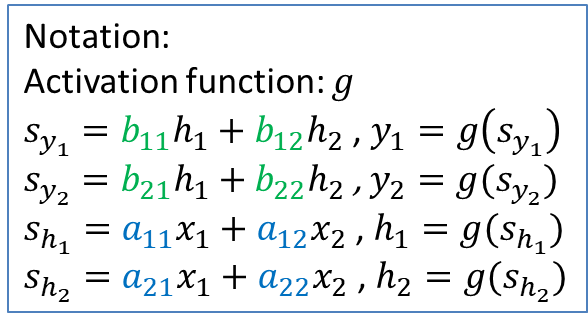 Notation:
Activation function: g
s_{y_1} = b_{11}h_1 + b_{12}h_2 , y_1 = g(s_{y_1})
s_{y_2} = b_{21}h_1 + b_{22}h_2 , y_2 = g(s_{y_2})
s_{h_1} = a_{11}x_1 + a_{12}x_2 , h_1 = g(s_{h_1})
s_{h_2} = a_{21}x_1 + a_{22}x_2 , h_2 = g(s_{h_2})